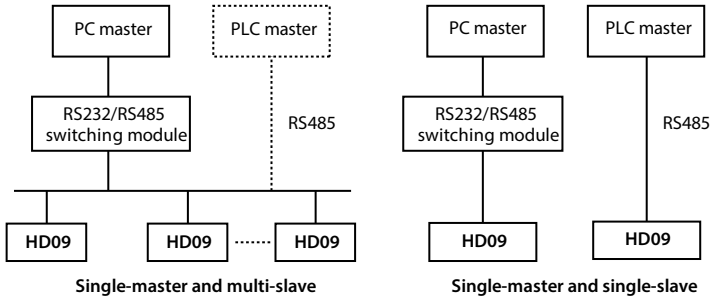 PC master
PLC master
RS232/RS485
switching module
RS485
HD09
HD09
HD09
Single-master and multi-slave
PC master
PLC master
RS232/RS485
switching module
RS485
HD09
HD09
Single-master and single-slave